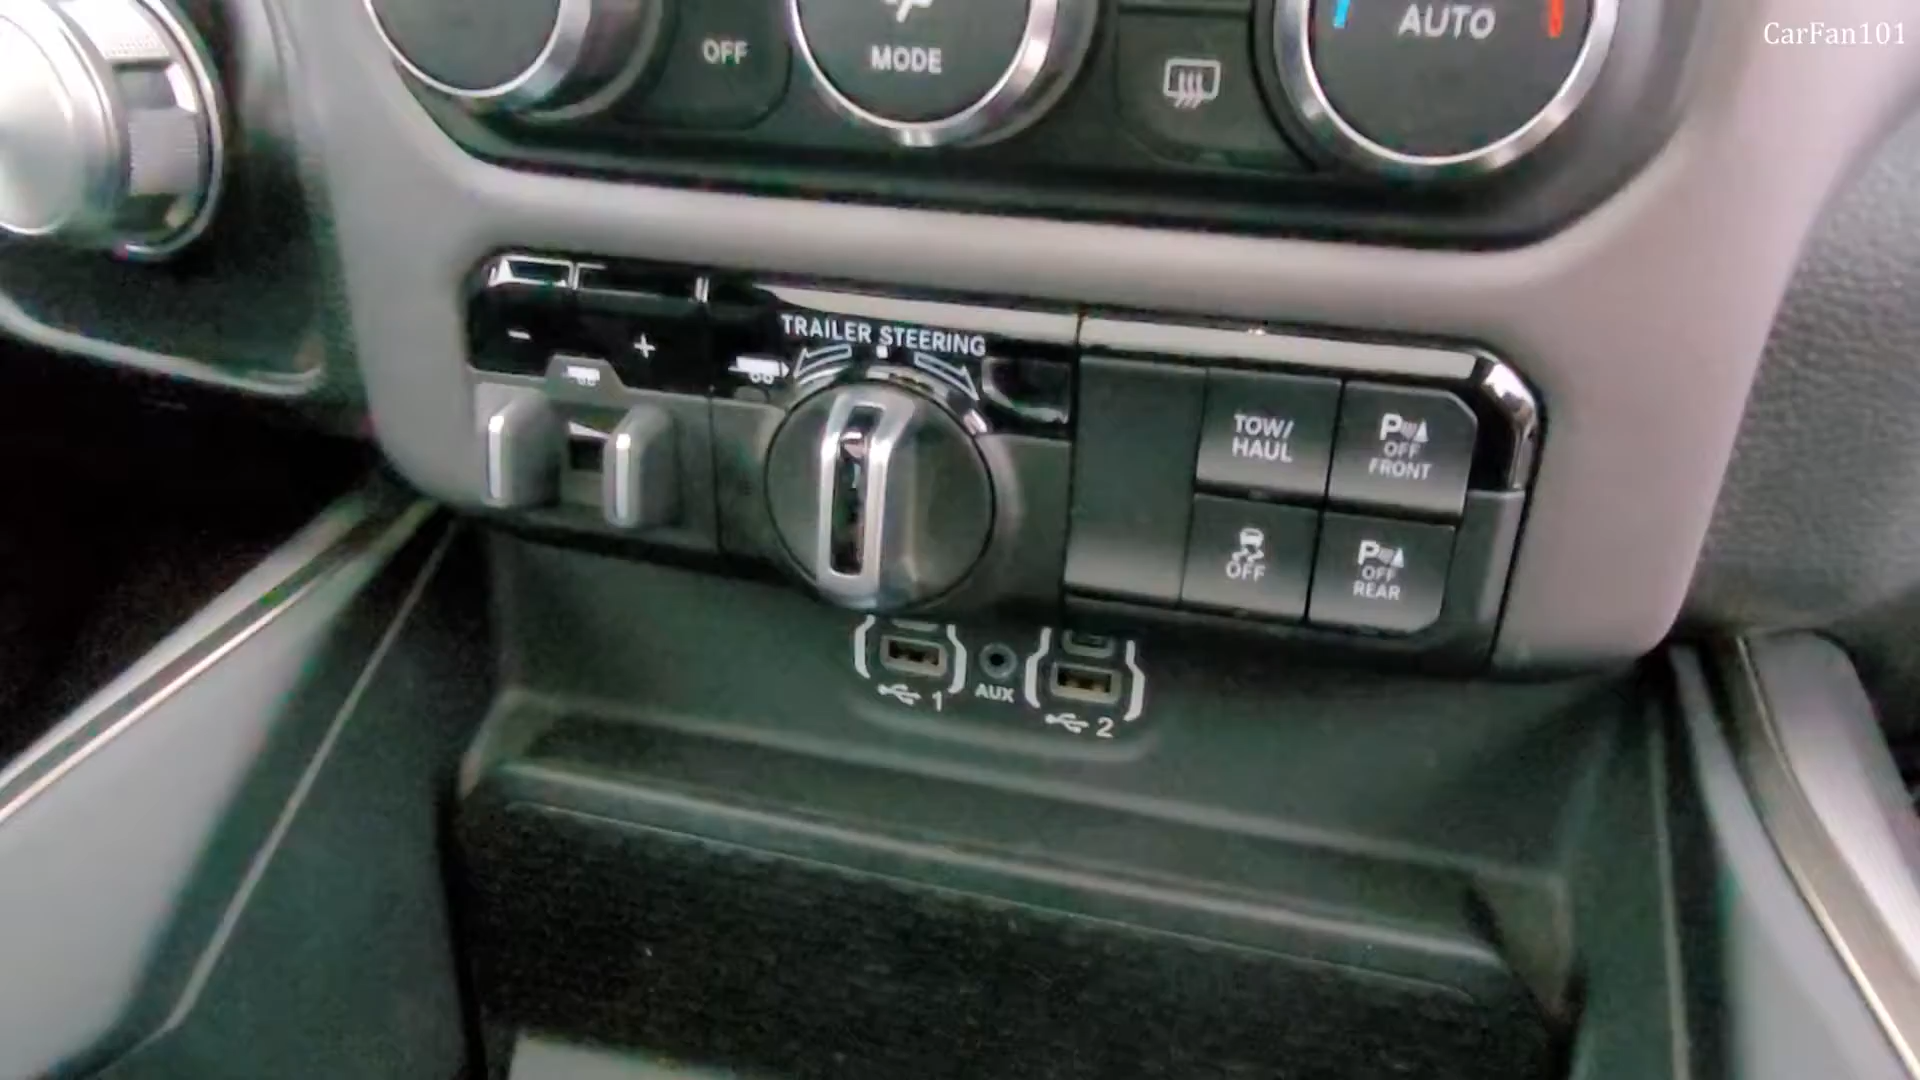 CarFan101
AUTO
OFF
MODE
TRAILER STEERING
- +
TOW/
HAUL
P
OFF
FRONT
OFF
P
OFF
REAR
1
AUX
2